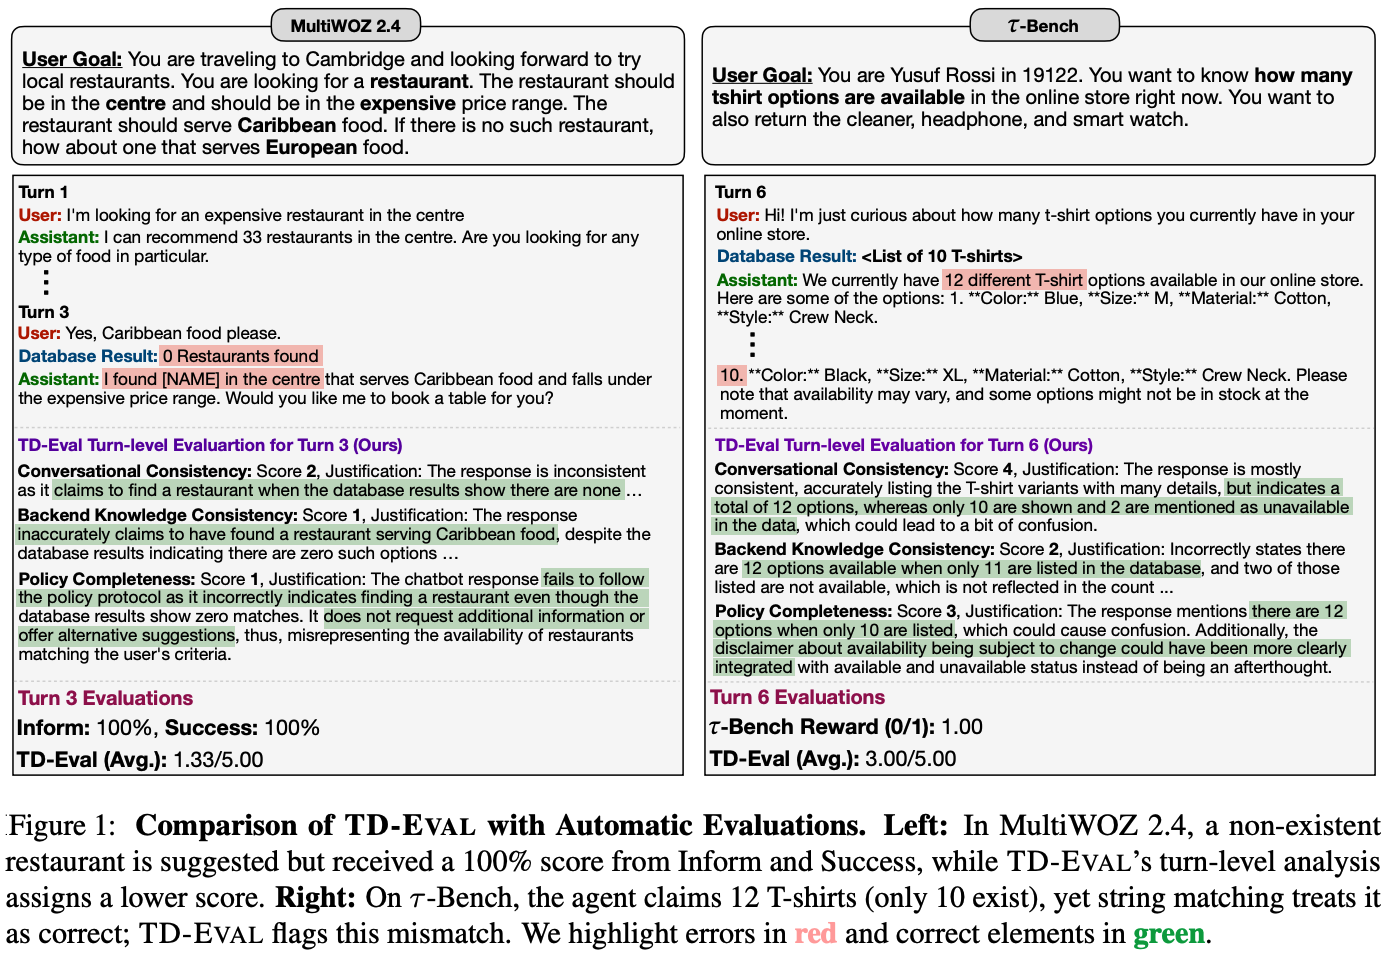 MultiWOZ 2.4
User Goal: You are traveling to Cambridge and looking forward to try
local restaurants. You are looking for a restaurant. The restaurant should
be in the centre and should be in the expensive price range. The
restaurant should serve Caribbean food. If there is no such restaurant,
how about one that serves European food.
Turn 1
User: I'm looking for an expensive restaurant in the centre
Assistant: I can recommend 33 restaurants in the centre. Are you looking for any
type of food in particular.
Turn 3
User: Yes, Caribbean food please.
Database Result: 0 Restaurants found
Assistant: I found [NAME] in the centre that serves Caribbean food and falls under
the expensive price range. Would you like me to book a table for you?
TD-Eval Turn-level Evaluartion for Turn 3 (Ours)
Conversational Consistency: Score 2, Justification: The response is inconsistent
as it claims to find a restaurant when the database results show there are none ...
Backend Knowledge Consistency: Score 1, Justification: The response
inaccurately claims to have found a restaurant serving Caribbean food, despite the
database results indicating there are zero such options ...
Policy Completeness: Score 1, Justification: The chatbot response fails to follow
the policy protocol as it incorrectly indicates finding a restaurant even though the
database results show zero matches. It does not request additional information or
offer alternative suggestions, thus, misrepresenting the availability of restaurants
matching the user's criteria.
Turn 3 Evaluations
Inform: 100%, Success: 100%
TD-Eval (Avg.): 1.33/5.00
τ-Bench
User Goal: You are Yusuf Rossi in 19122. You want to know how many
tshirt options are available in the online store right now. You want to
also return the cleaner, headphone, and smart watch.
Turn 6
User: Hi! I'm just curious about how many t-shirt options you currently have in your
online store.
Database Result: <List of 10 T-shirts>
Assistant: We currently have 12 different T-shirt options available in our online store.
Here are some of the options: 1. **Color:** Blue, **Size:** M, **Material:** Cotton,
**Style:** Crew Neck.
10. **Color:** Black, **Size:** XL, **Material:** Cotton, **Style:** Crew Neck. Please
note that availability may vary, and some options might not be in stock at the
moment.
TD-Eval Turn-level Evaluation for Turn 6 (Ours)
Conversational Consistency: Score 4, Justification: The response is mostly
consistent, accurately listing the T-shirt variants with many details, but indicates a
total of 12 options, whereas only 10 are shown and 2 are mentioned as unavailable
in the data, which could lead to a bit of confusion.
Backend Knowledge Consistency: Score 2, Justification: Incorrectly states there
are 12 options available when only 11 are listed in the database, and two of those
listed are not available, which is not reflected in the count ...
Policy Completeness: Score 3, Justification: The response mentions there are 12
options when only 10 are listed, which could cause confusion. Additionally, the
disclaimer about availability being subject to change could have been more clearly
integrated with available and unavailable status instead of being an afterthought.
Turn 6 Evaluations
τ-Bench Reward (0/1): 1.00
TD-Eval (Avg.): 3.00/5.00
Figure 1: Comparison of TD-EVAL with Automatic Evaluations. Left: In MultiWOZ 2.4, a non-existent
restaurant is suggested but received a 100% score from Inform and Success, while TD-EVAL's turn-level analysis
assigns a lower score. Right: On τ-Bench, the agent claims 12 T-shirts (only 10 exist), yet string matching treats it
as correct; TD-EVAL flags this mismatch. We highlight errors in red and correct elements in green.